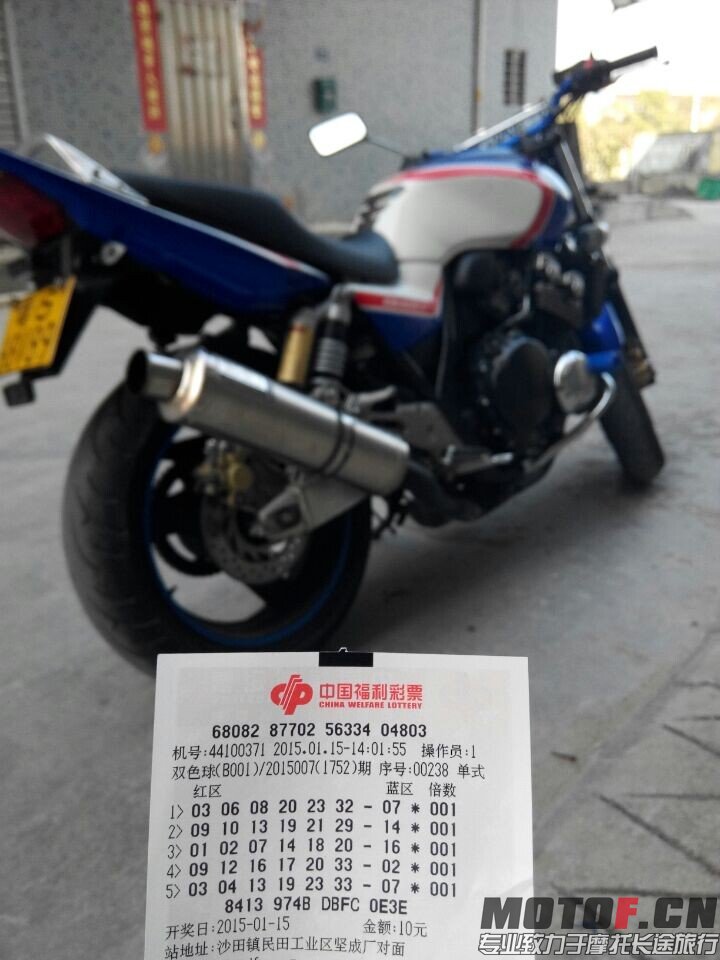 中国福利彩票
CHINA WELFARE LOTTERY
68082 87702 56334 04803
机号:44100371 2015.01.15-14:01:55 操作员:1
双色球(B001)/2015007(1752)期 序号:00238 单式
红区 蓝区 倍数
1> 03 06 08 20 23 32 - 07 * 001
2> 09 10 13 19 21 29 - 14 * 001
3> 01 02 07 14 18 20 - 16 * 001
4> 09 12 16 17 20 33 - 02 * 001
5> 03 04 13 19 23 33 - 07 * 001
8413 974B DBFC 0E3E
开奖日:2015-01-15 金额:10元
站地址:沙田镇民田工业区坚成厂对面
MOTOF.CN
专业致力于摩托长途旅行